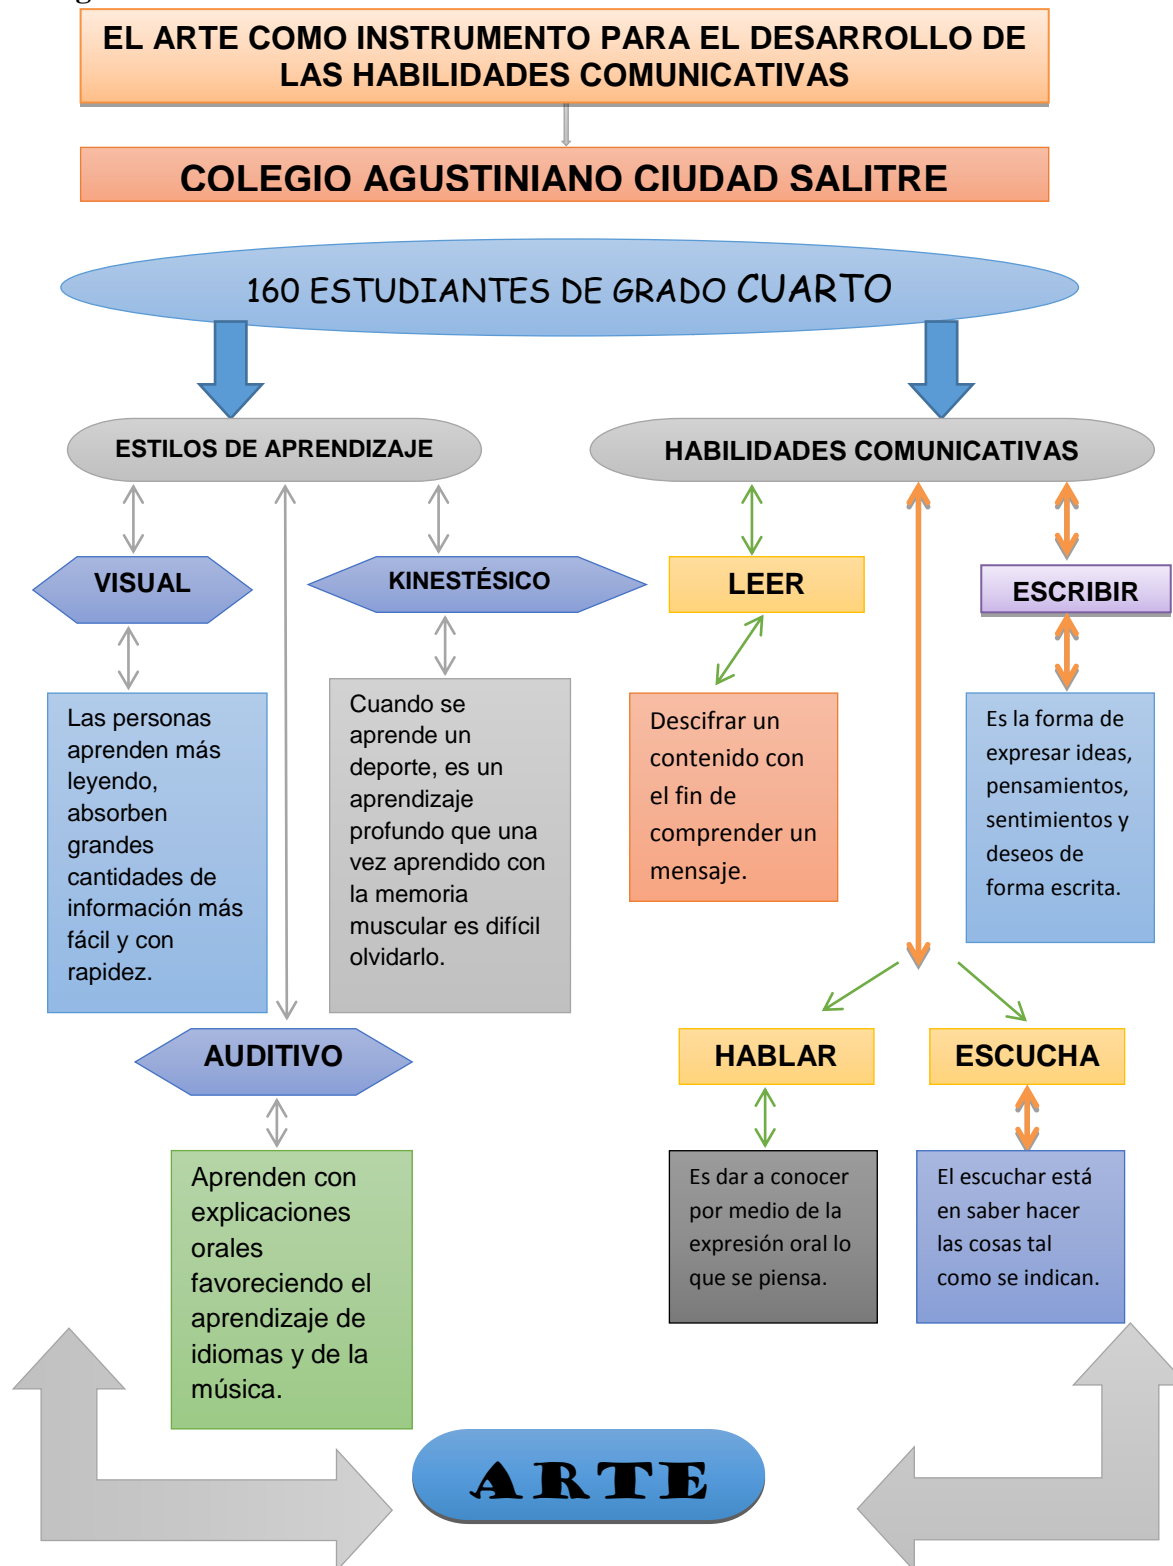 EL ARTE COMO INSTRUMENTO PARA EL DESARROLLO DE
LAS HABILIDADES COMUNICATIVAS
COLEGIO AGUSTINIANO CIUDAD SALITRE
160 ESTUDIANTES DE GRADO CUARTO
ESTILOS DE APRENDIZAJE
HABILIDADES COMUNICATIVAS
VISUAL
KINESTÉSICO
LEER
ESCRIBIR
Las personas
aprenden más
leyendo,
absorben
grandes
cantidades de
información más
fácil y con
rapidez.
Cuando se
aprende un
deporte, es un
aprendizaje
profundo que una
vez aprendido con
la memoria
muscular es difícil
olvidarlo.
Descifrar un
contenido con
el fin de
comprender un
mensaje.
Es la forma de
expresar ideas,
pensamientos,
sentimientos y
deseos de
forma escrita.
AUDITIVO
HABLAR
ESCUCHA
Aprenden con
explicaciones
orales
favoreciendo el
aprendizaje de
idiomas y de la
música.
Es dar a conocer
por medio de la
expresión oral lo
que se piensa.
El escuchar está
en saber hacer
las cosas tal
como se indican.
ARTE